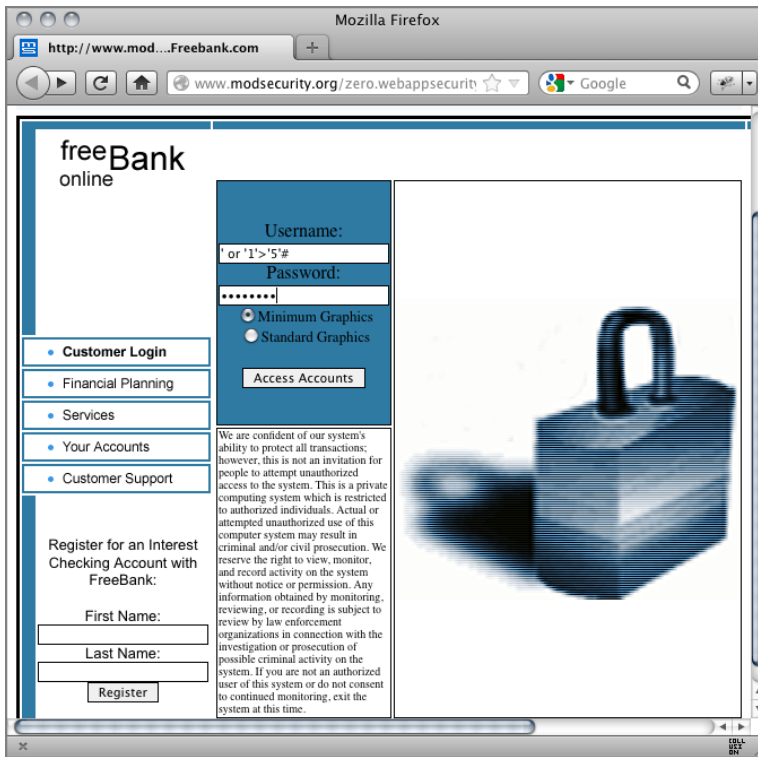 Mozilla Firefox
http://www.mod....Freebank.com
www.modsecurity.org/zero.webappsecurit
Google
free Bank
online
Username:
' or '1'>'5'#
Password:
••••••••
Minimum Graphics
Standard Graphics
Access Accounts
• Customer Login
• Financial Planning
• Services
• Your Accounts
• Customer Support
We are confident of our system's
ability to protect all transactions;
however, this is not an invitation for
people to attempt unauthorized
access to the system. This is a private
computing system which is restricted
to authorized individuals. Actual or
attempted unauthorized use of this
computer system may result in
criminal and/or civil prosecution. We
reserve the right to view, monitor,
and record activity on the system
without notice or permission. Any
information obtained by monitoring,
reviewing, or recording is subject to
review by law enforcement
organizations in connection with the
investigation or prosecution of
possible criminal activity on the
system. If you are not an authorized
user of this system or do not consent
to continued monitoring, exit the
system at this time.
Register for an Interest
Checking Account with
FreeBank:
First Name:
Last Name:
Register
COLL
USI
ON